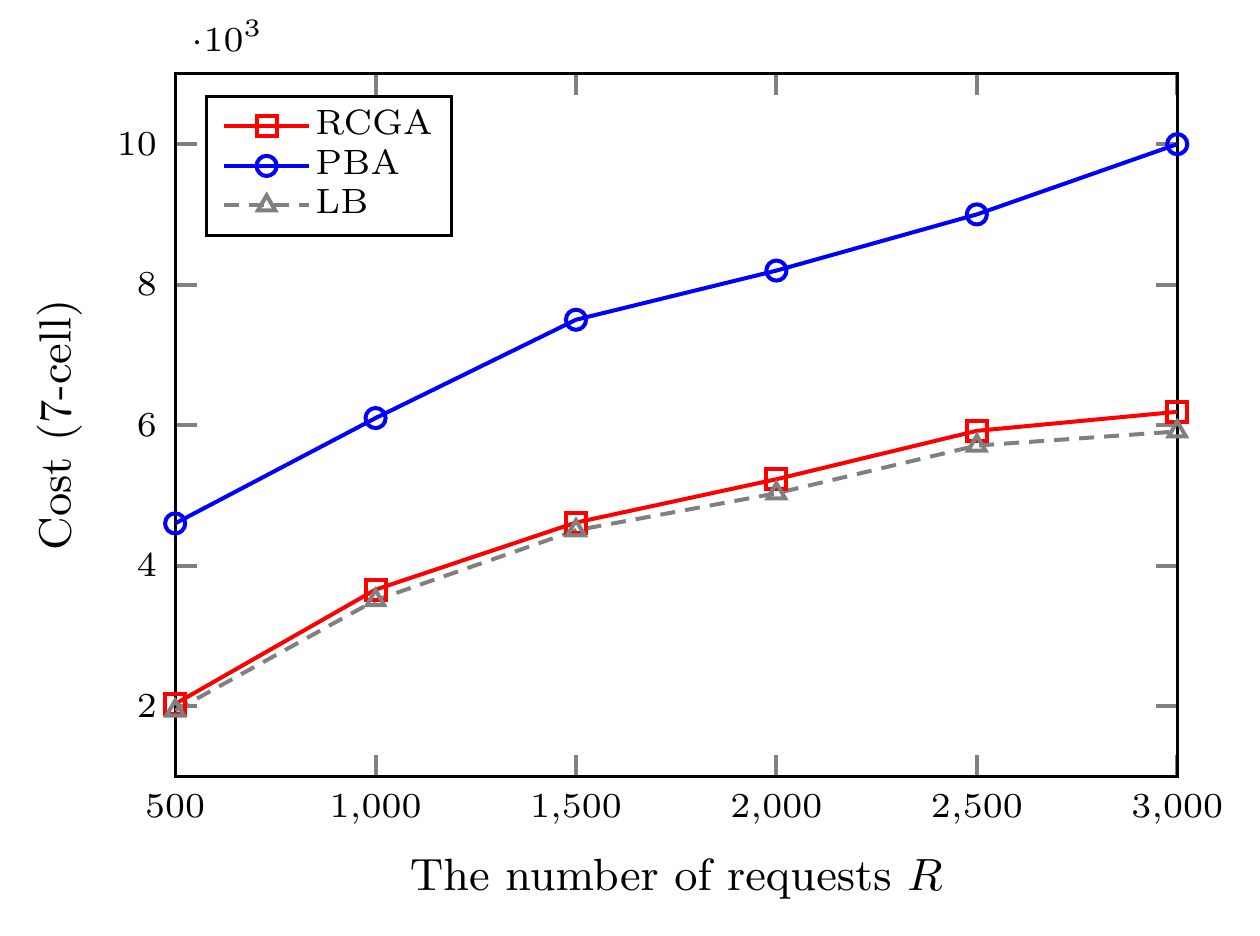 ·10³
RCGA
PBA
LB
10
8
6
4
2
Cost (7-cell)
500 1,000 1,500 2,000 2,500 3,000
The number of requests R